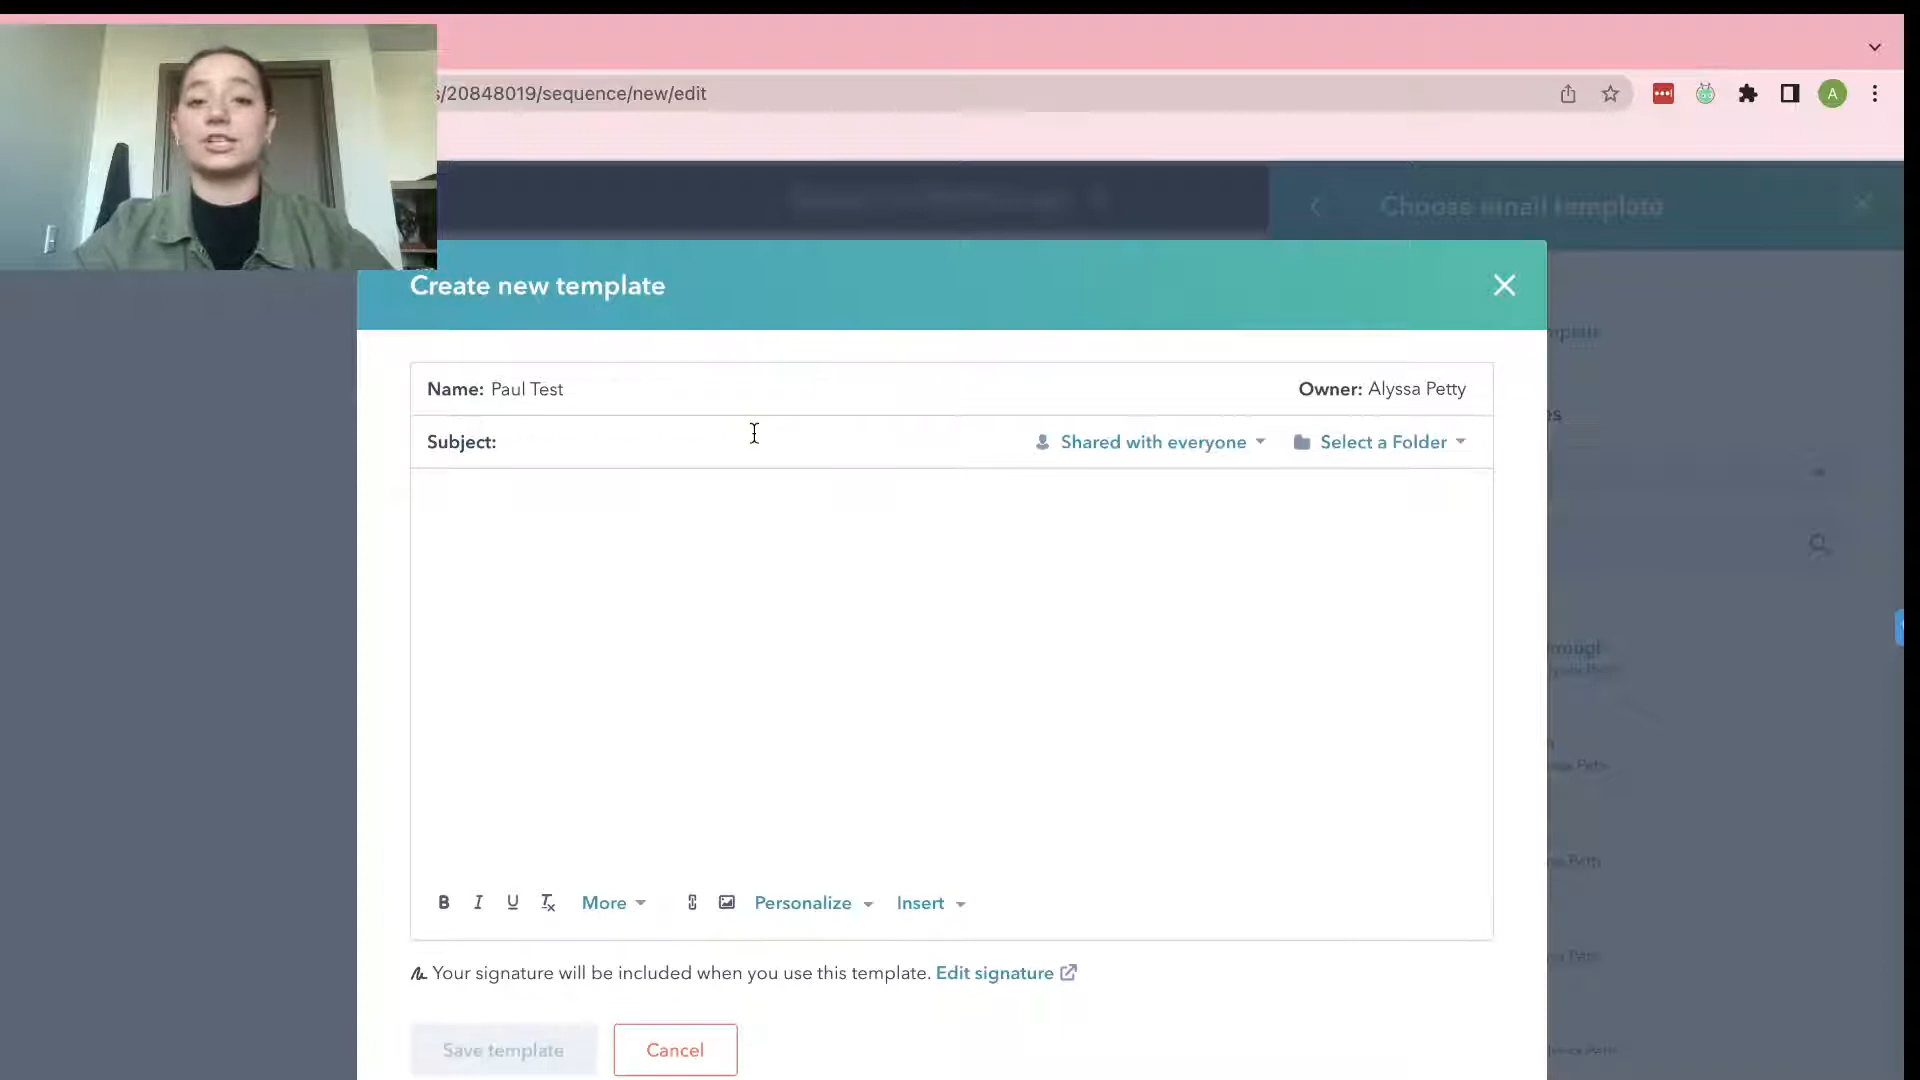 s/20848019/sequence/new/edit
A
Choose email template
Create new template
Name: Paul Test
Owner: Alyssa Petty
Subject:
Shared with everyone
Select a Folder
B I U Tx More Personalize Insert
Your signature will be included when you use this template. Edit signature
Save template
Cancel